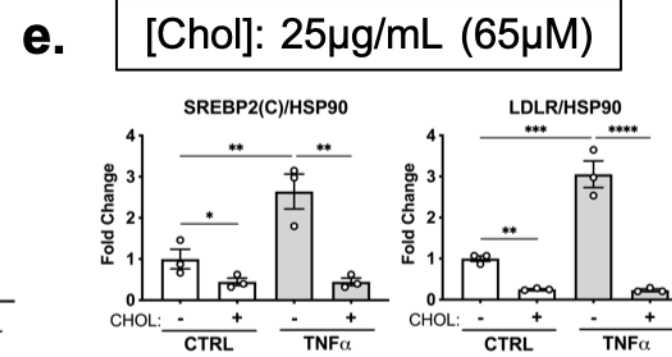 e.
[Chol]: 25µg/mL (65µM)
SREBP2(C)/HSP90
Fold Change
4
3
2
1
0
**
**
*
CHOL: - + - +
CTRL TNFα
LDLR/HSP90
Fold Change
4
3
2
1
0
***
****
**
CHOL: - + - +
CTRL TNFα